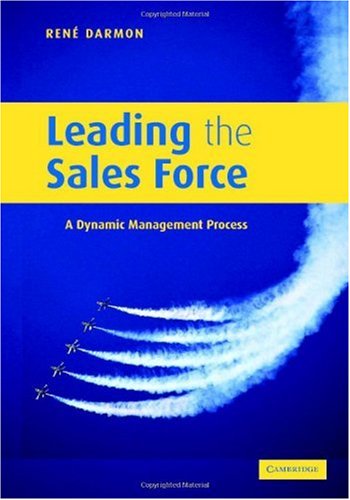 RENÉ DARMON
Leading the
Sales Force
A Dynamic Management Process
CAMBRIDGE